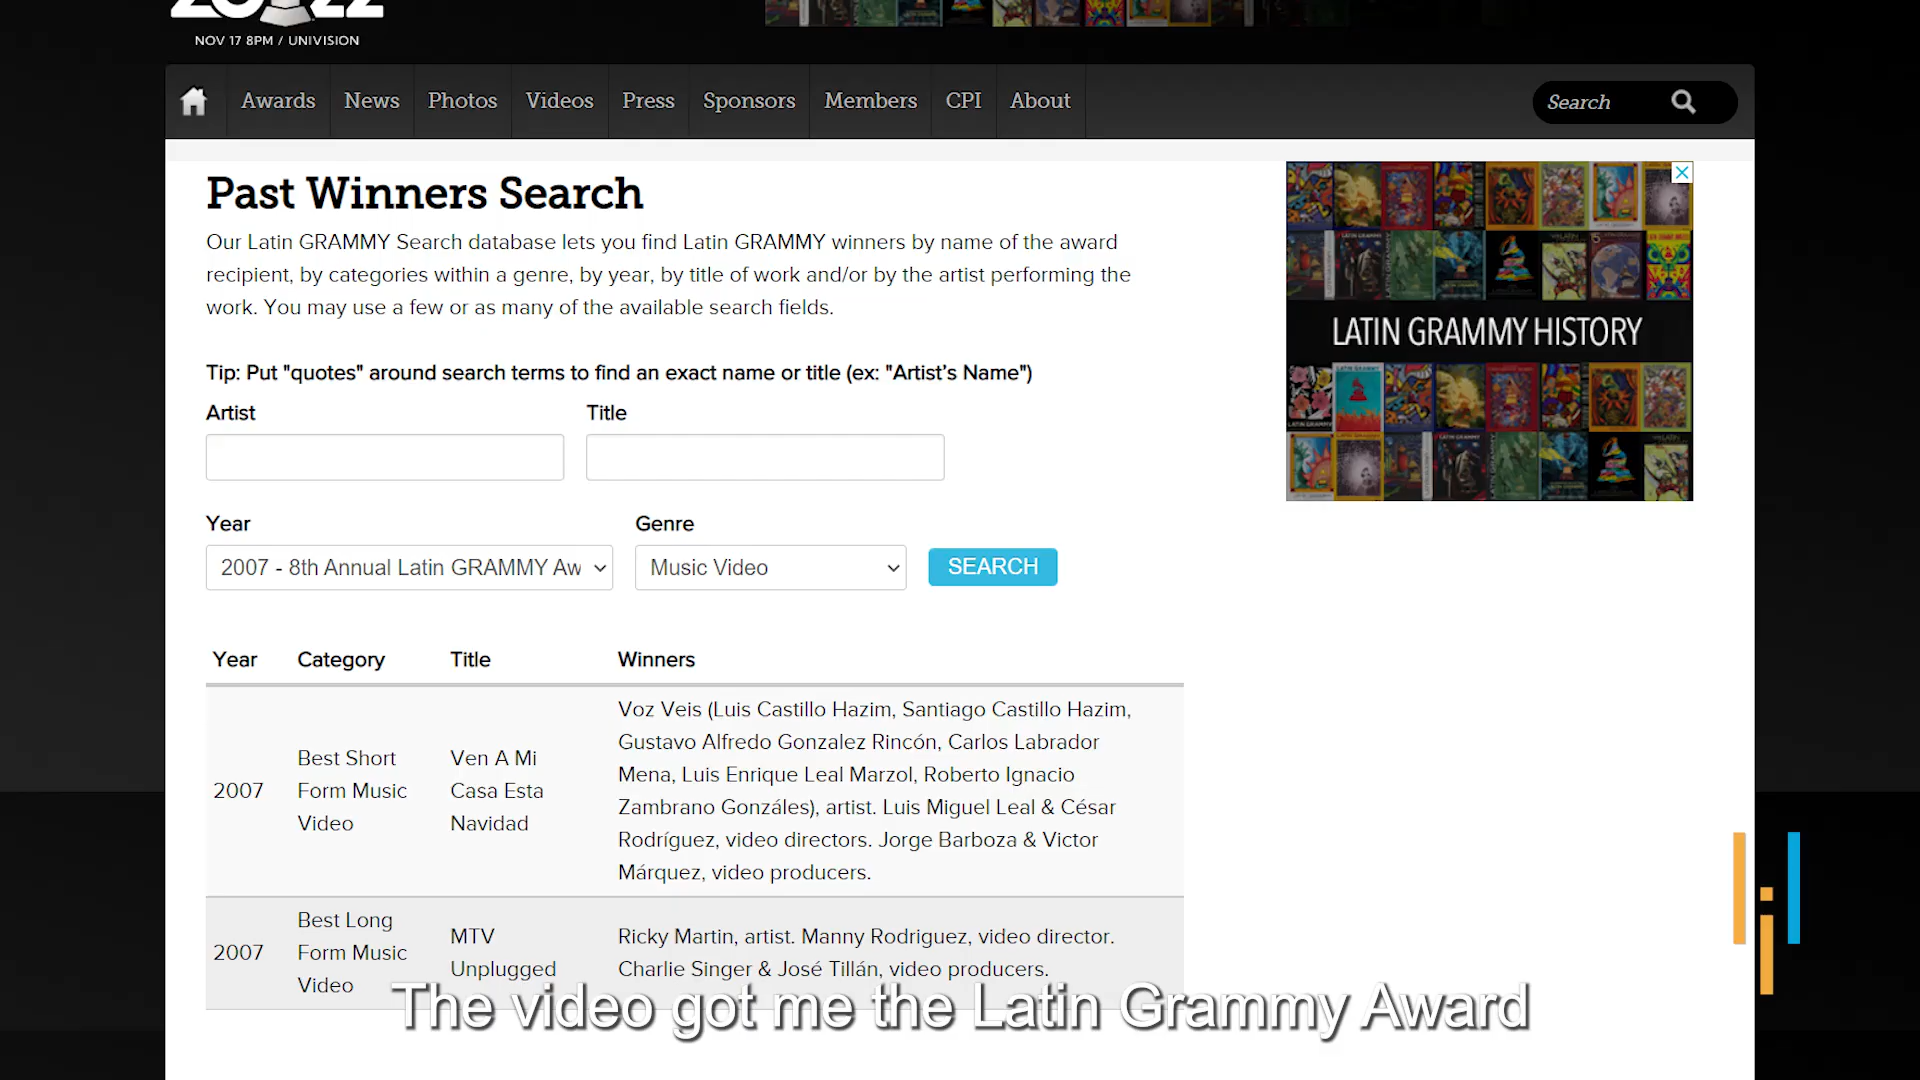 2022
NOV 17 8PM / UNIVISION
Awards News Photos Videos Press Sponsors Members CPI About Search
Past Winners Search
Our Latin GRAMMY Search database lets you find Latin GRAMMY winners by name of the award
recipient, by categories within a genre, by year, by title of work and/or by the artist performing the
work. You may use a few or as many of the available search fields.
LATIN GRAMMY HISTORY
Tip: Put "quotes" around search terms to find an exact name or title (ex: "Artist’s Name")
Artist Title
Year Genre
2007 - 8th Annual Latin GRAMMY Aw Music Video SEARCH
Year Category Title Winners
2007 Best Short Form Music Video
Ven A Mi Casa Esta Navidad
Voz Veis (Luis Castillo Hazim, Santiago Castillo Hazim,
Gustavo Alfredo Gonzalez Rincón, Carlos Labrador
Mena, Luis Enrique Leal Marzol, Roberto Ignacio
Zambrano Gonzáles), artist. Luis Miguel Leal & César
Rodríguez, video directors. Jorge Barboza & Victor
Márquez, video producers.
2007 Best Long Form Music Video
MTV Unplugged
Ricky Martin, artist. Manny Rodriguez, video director.
Charlie Singer & José Tillán, video producers.
The video got me the Latin Grammy Award